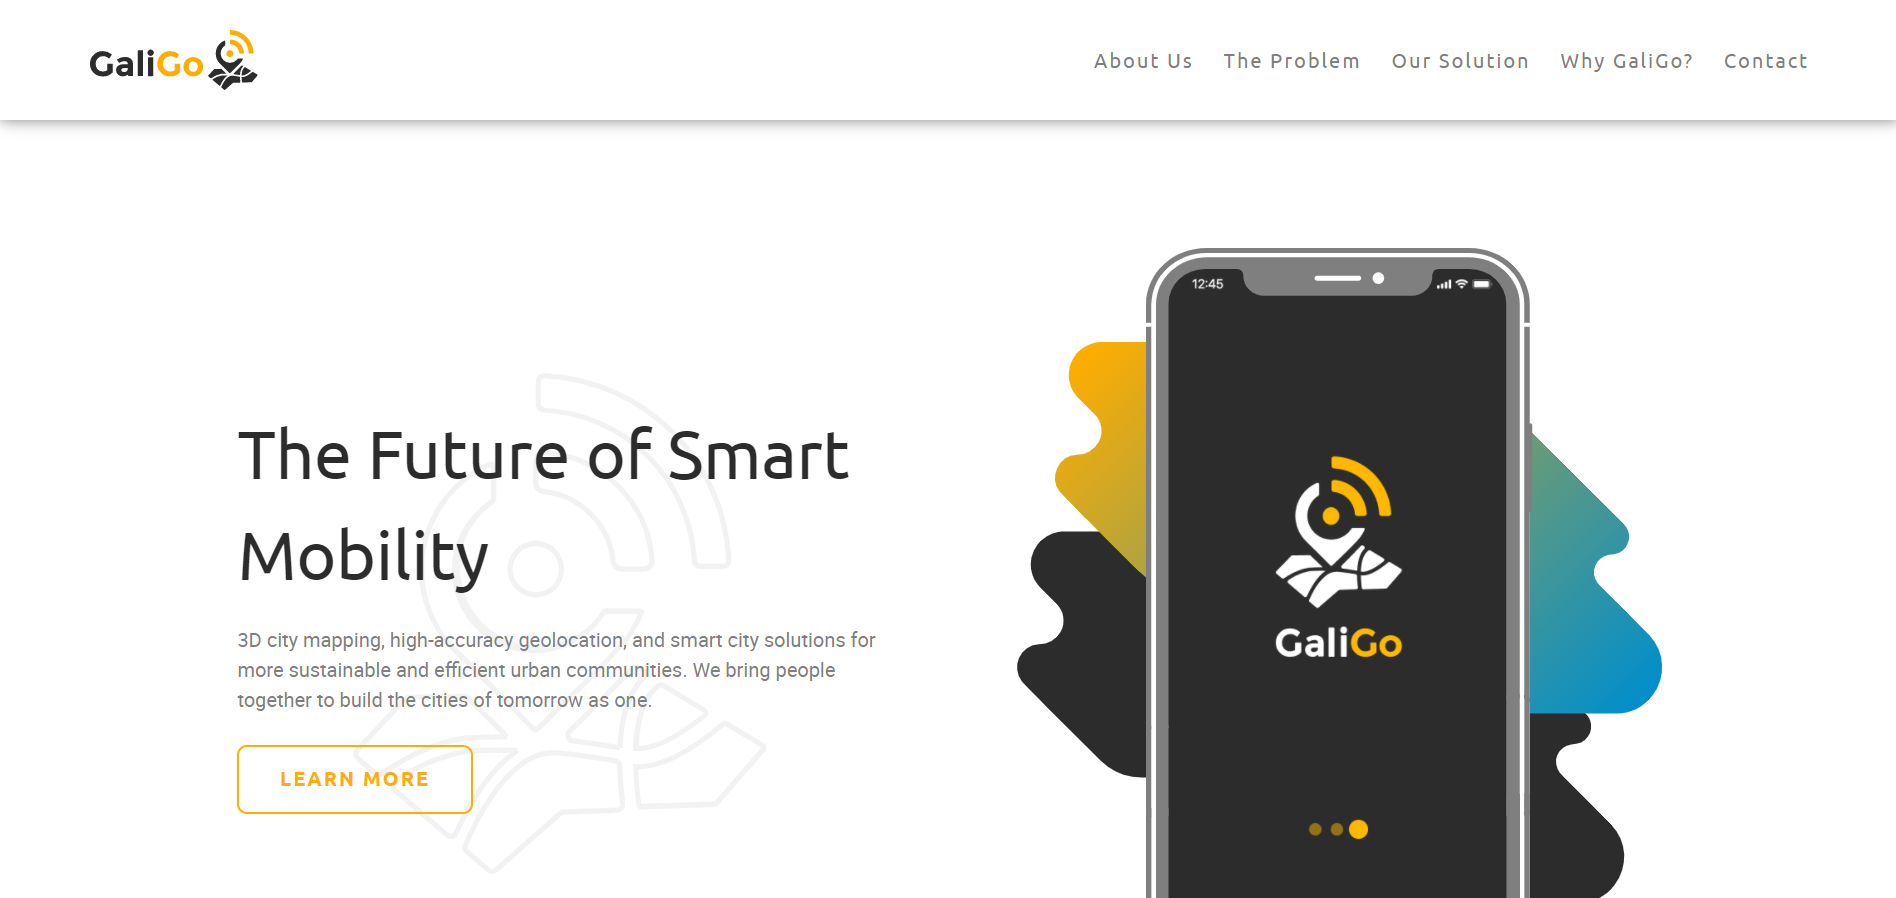 GaliGo
About Us The Problem Our Solution Why GaliGo? Contact
12:45
The Future of Smart
Mobility
3D city mapping, high-accuracy geolocation, and smart city solutions for
more sustainable and efficient urban communities. We bring people
together to build the cities of tomorrow as one.
LEARN MORE
GaliGo